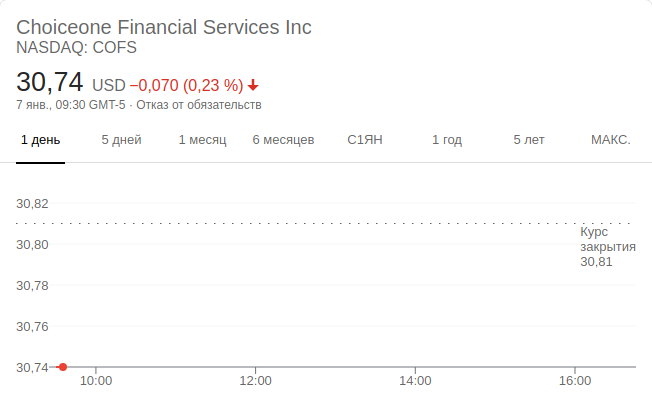 Choiceone Financial Services Inc
NASDAQ: COFS
30,74 USD −0,070 (0,23 %)
7 янв., 09:30 GMT-5 · Отказ от обязательств
1 день 5 дней 1 месяц 6 месяцев С1ЯН 1 год 5 лет МАКС.
30,82
Курс
закрытия
30,81
30,80
30,78
30,76
30,74
10:00 12:00 14:00 16:00